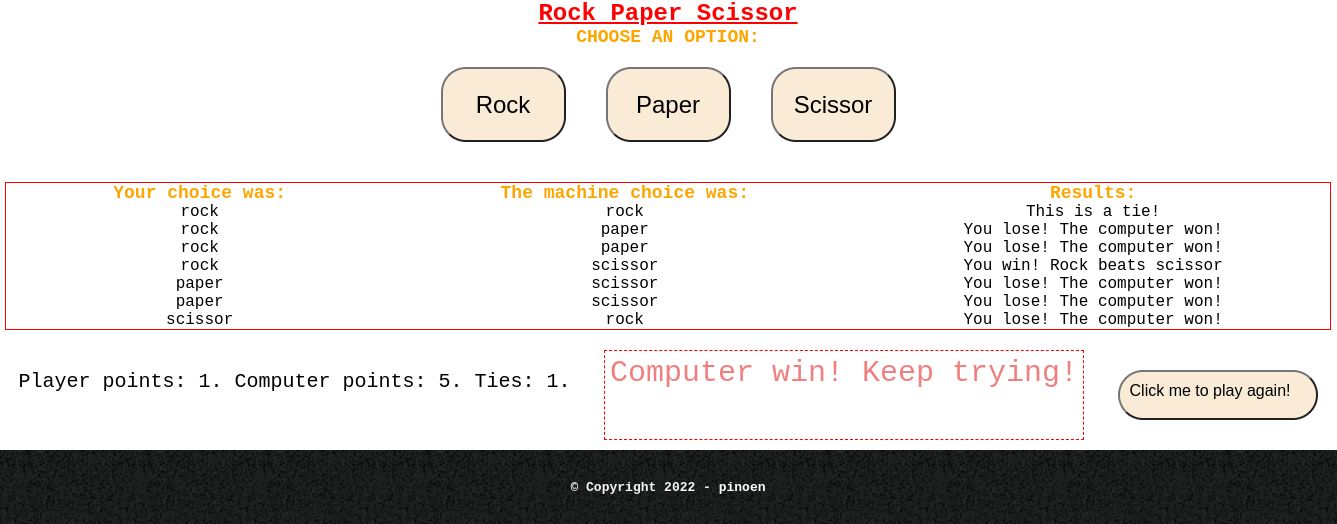 Rock Paper Scissor
CHOOSE AN OPTION:
Rock Paper Scissor
Your choice was: The machine choice was: Results:
rock rock This is a tie!
rock paper You lose! The computer won!
rock paper You lose! The computer won!
rock scissor You win! Rock beats scissor
paper scissor You lose! The computer won!
paper scissor You lose! The computer won!
scissor rock You lose! The computer won!
Player points: 1. Computer points: 5. Ties: 1. Computer win! Keep trying! Click me to play again!
© Copyright 2022 - pinoen